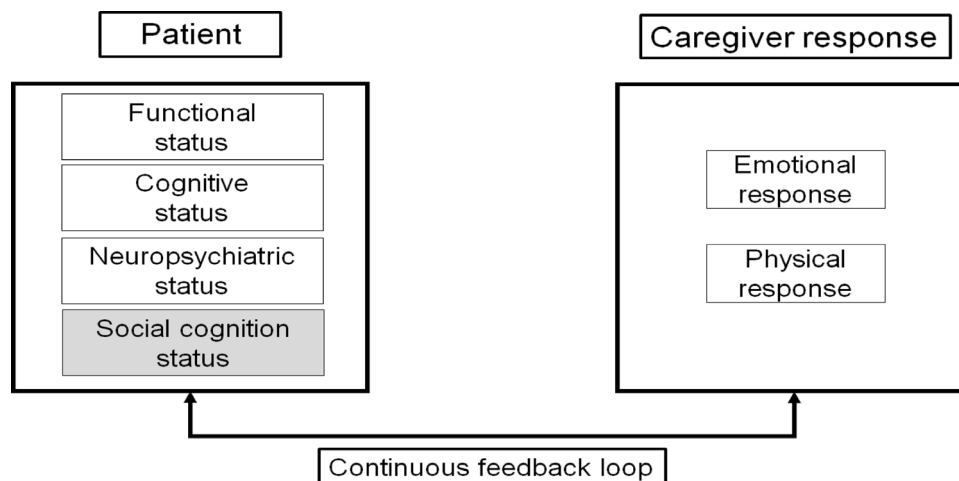 Patient
Caregiver response
Functional
status
Cognitive
status
Neuropsychiatric
status
Social cognition
status
Emotional
response
Physical
response
Continuous feedback loop